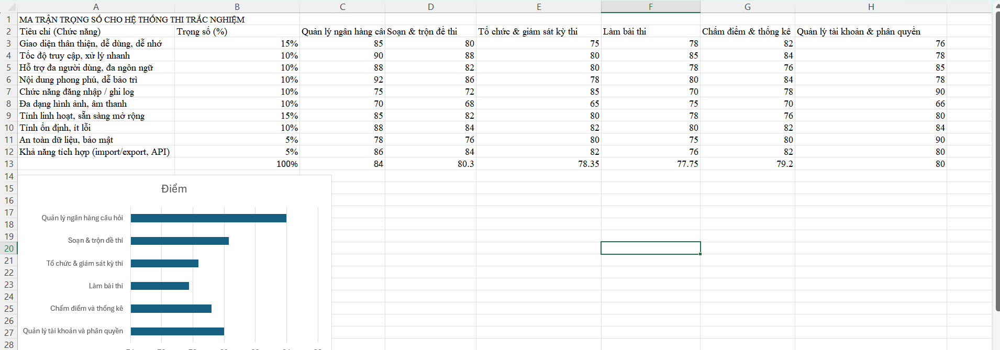 A B C D E F G H
1 MA TRẬN TRỌNG SỐ CHO HỆ THỐNG THI TRẮC NGHIỆM
2 Tiêu chí (Chức năng) Trọng số (%) Quản lý ngân hàng câu Soạn & trộn đề thi Tổ chức & giám sát kỳ thi Làm bài thi Chấm điểm & thống kê Quản lý tài khoản & phân quyền
3 Giao diện thân thiện, dễ dùng, dễ nhớ 15% 85 80 75 78 82 76
4 Tốc độ truy cập, xử lý nhanh 10% 90 88 80 85 84 78
5 Hỗ trợ đa người dùng, đa ngôn ngữ 10% 88 82 80 78 76 85
6 Nội dung phong phú, dễ bảo trì 10% 92 86 78 80 84 78
7 Chức năng đăng nhập / ghi log 10% 75 72 85 70 78 90
8 Đa dạng hình ảnh, âm thanh 10% 70 68 65 75 70 66
9 Tính linh hoạt, sẵn sàng mở rộng 15% 85 82 80 78 76 80
10 Tính ổn định, ít lỗi 10% 88 84 82 80 82 84
11 An toàn dữ liệu, bảo mật 5% 78 76 80 75 80 90
12 Khả năng tích hợp (import/export, API) 5% 86 84 82 76 82 80
13 100% 84 80.3 78.35 77.75 79.2 80
14
15 Điểm
16
17 Quản lý ngân hàng câu hỏi
18
19 Soạn & trộn đề thi
20
21 Tổ chức & giám sát kỳ thi
22
23 Làm bài thi
24
25 Chấm điểm và thống kê
26
27 Quản lý tài khoản và phân quyền
28